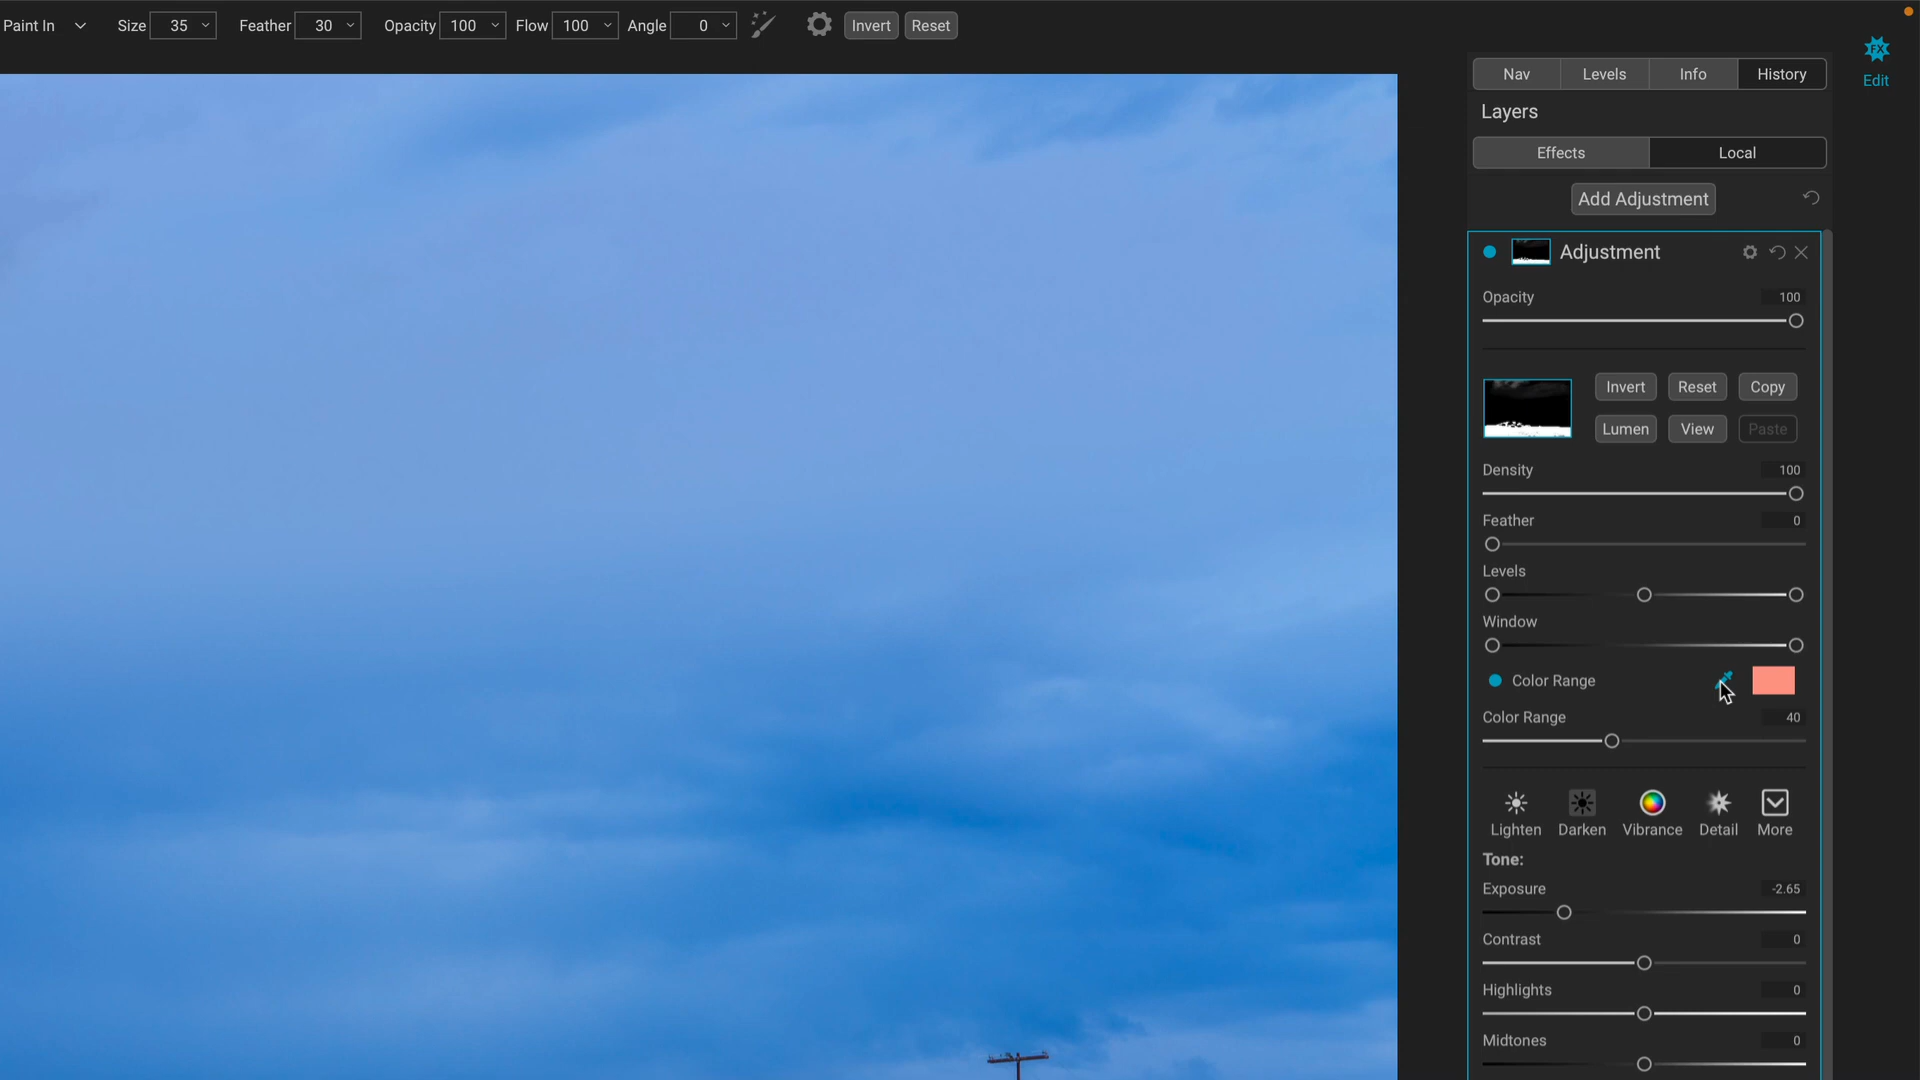 Paint In Size 35 Feather 30 Opacity 100 Flow 100 Angle 0 Invert Reset
FX
Edit
Nav Levels Info History
Layers
Effects Local
Add Adjustment
Adjustment
Opacity 100
Invert Reset Copy
Lumen View Paste
Density 100
Feather 0
Levels
Window
Color Range
Color Range 40
Lighten Darken Vibrance Detail More
Tone:
Exposure -2.65
Contrast 0
Highlights 0
Midtones 0